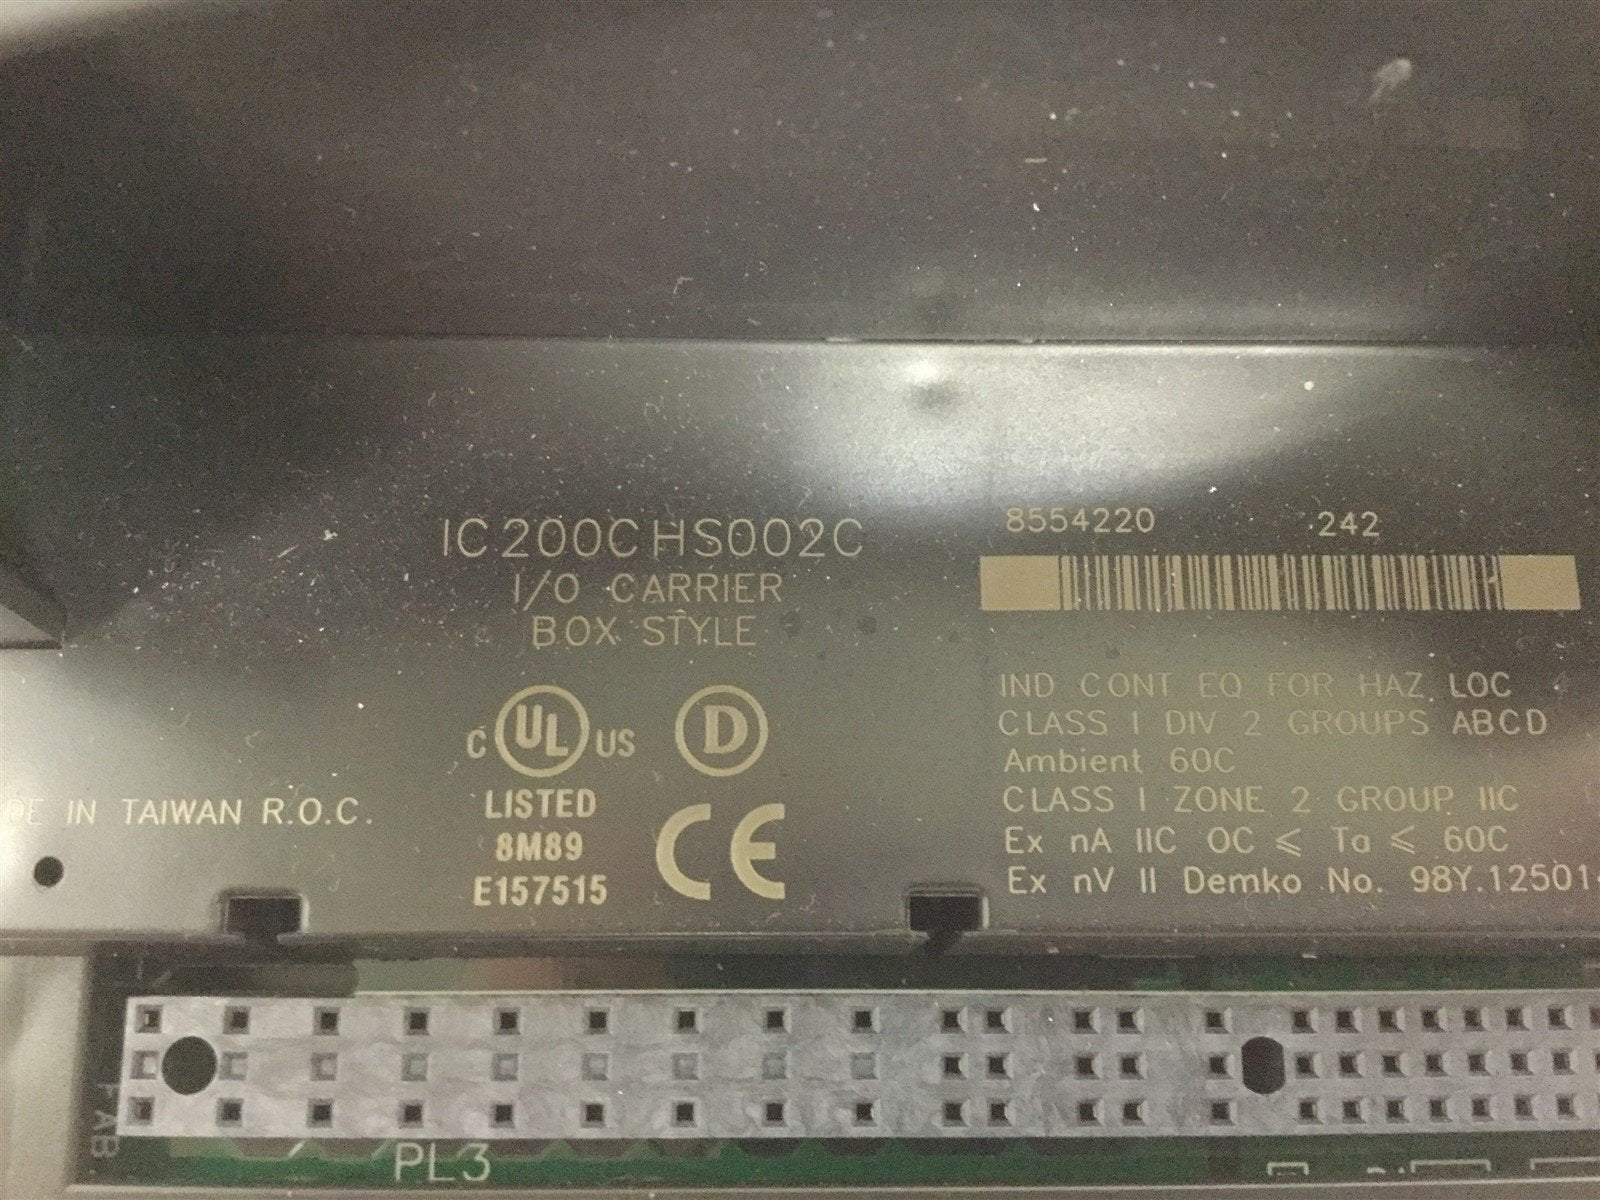 IC200CHS002C
I/O CARRIER
BOX STYLE
8554220 242
IND CONT EQ FOR HAZ. LOC
CLASS I DIV 2 GROUPS ABCD
Ambient 60C
CLASS I ZONE 2 GROUP IIC
Ex nA IIC 0C ≤ Ta ≤ 60C
Ex nV II Demko No. 98Y.12501
C UL US
D
LISTED
8M89
E157515
CE
DE IN TAIWAN R.O.C.
FAB
PL3